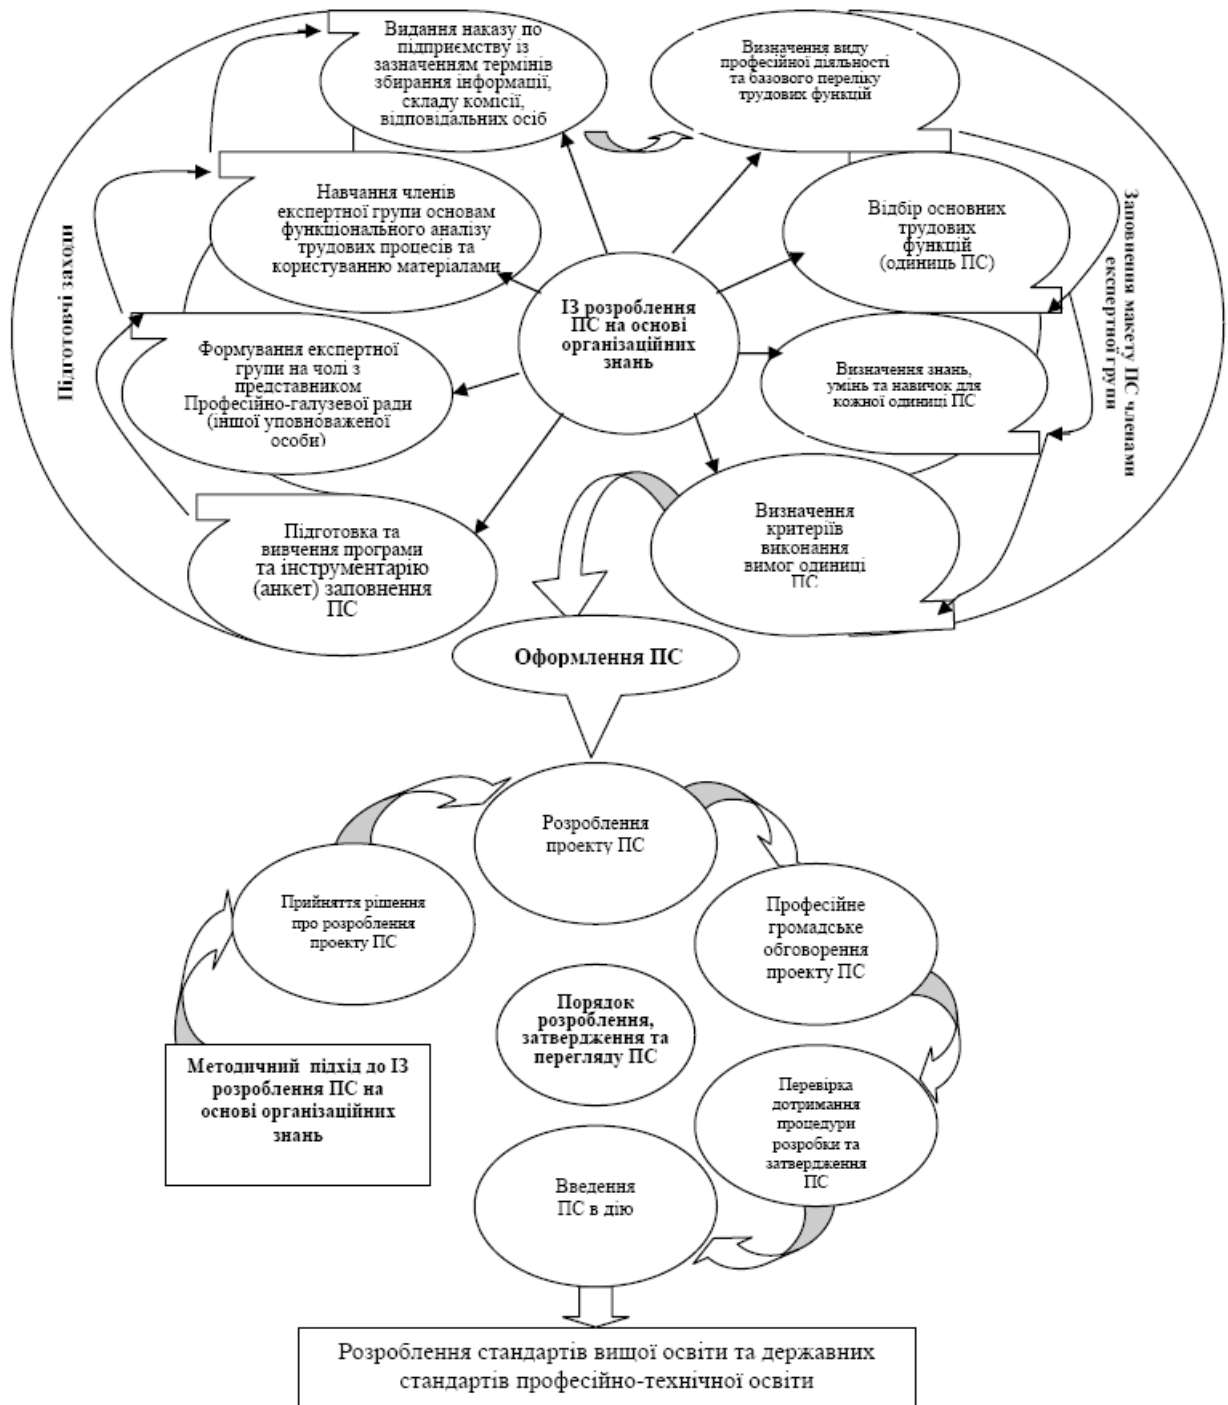 Видання наказу по
підприємству із
зазначенням термінів
збирання інформації,
складу комісії,
відповідальних осіб
Визначення виду
професійної діяльності
та базового переліку
трудових функцій
Навчання членів
експертної групи основам
функціонального аналізу
трудових процесів та
користуванню матеріалами
Відбір основних
трудових
функцій
(одиниць ПС)
Підготовчі заходи
Заповнення макету ПС членами
експертної групи
ІЗ розроблення
ПС на основі
організаційних
знань
Формування експертної
групи на чолі з
представником
Професійно-галузевої ради
(іншої уповноваженої
особи)
Визначення знань,
умінь та навичок для
кожної одиниці ПС
Підготовка та
вивчення програми
та інструментарію
(анкет) заповнення
ПС
Визначення
критеріїв
виконання
вимог одиниці
ПС
Оформлення ПС
Розроблення
проекту ПС
Прийняття рішення
про розроблення
проекту ПС
Професійне
громадське
обговорення
проекту ПС
Порядок
розроблення,
затвердження та
перегляду ПС
Методичний підхід до ІЗ
розроблення ПС на
основі організаційних
знань
Перевірка
дотримання
процедури
розробки та
затвердження
ПС
Введення
ПС в дію
Розроблення стандартів вищої освіти та державних
стандартів професійно-технічної освіти